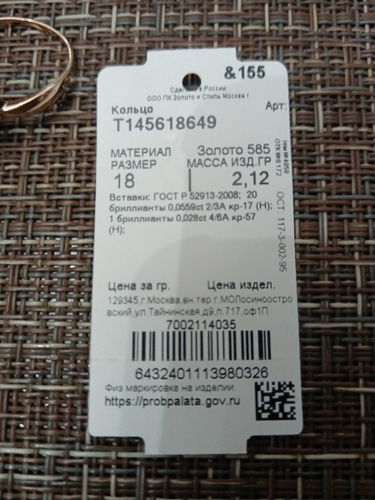 &155
Сделано в России
ООО ПК Золото и Стиль Москва г
Кольцо Арт:
Т145618649
МАТЕРИАЛ Золото 585
РАЗМЕР МАССА ИЗД.ГР
18 2,12
Вставки: ГОСТ Р 52913-2008; 20
бриллианты 0,0559ct 2/3А кр-17 (Н);
1 бриллианты 0,028ct 4/6А кр-57
(Н);
ОСТ. 117-3-002-95
Цена за гр. Цена издел.
129345,г.Москва,вн.тер.г.МОЛосиноостро
вский,ул.Тайнинская,д9,п.717,оф1П
7002114035
6432401113980326
Физ маркировка на изделии
https://probpalata.gov.ru